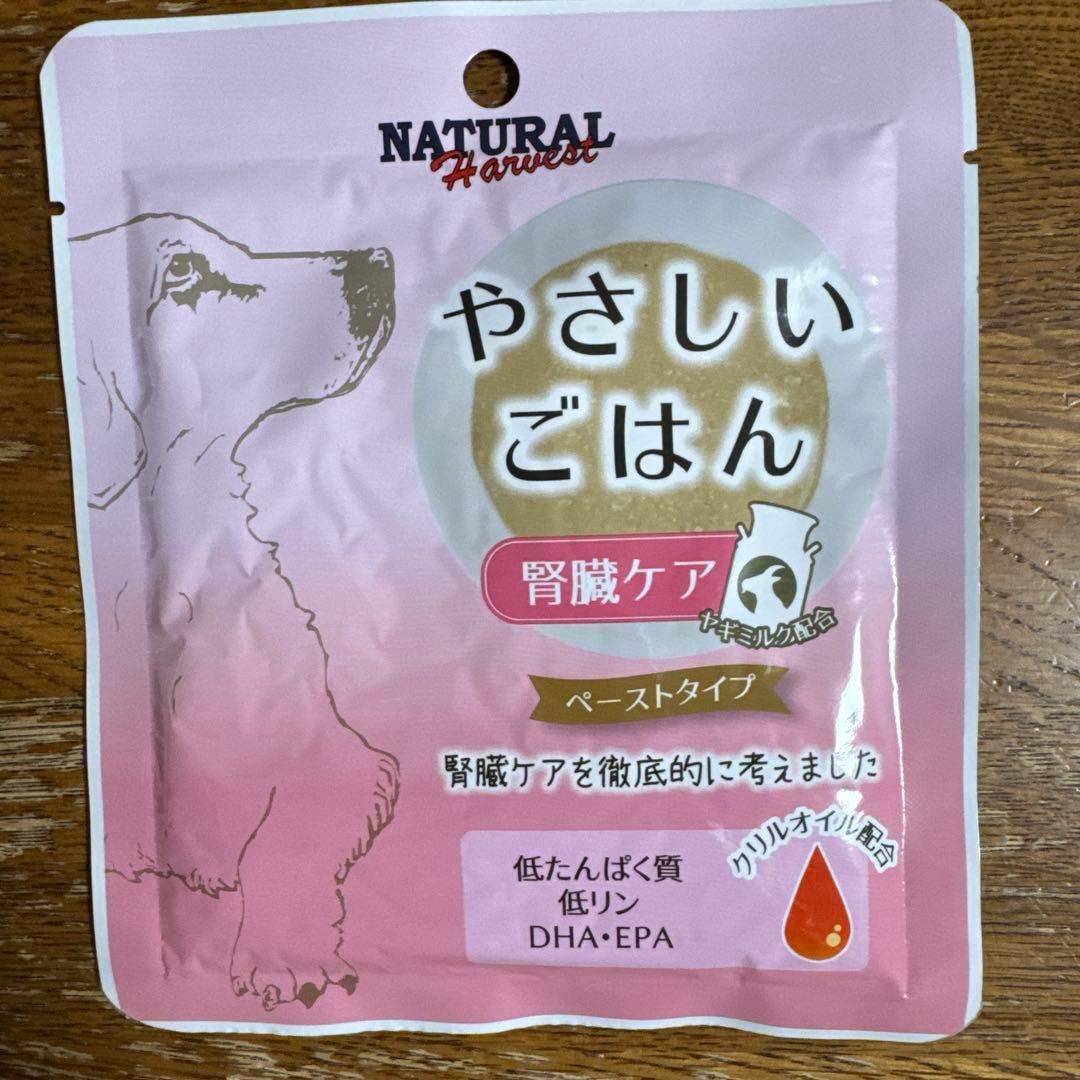 NATURAL
Harvest
やさしい
ごはん
腎臓ケア
ヤギミルク配合
ペーストタイプ
腎臓ケアを徹底的に考えました
クリルオイル配合
低たんぱく質
低リン
DHA・EPA